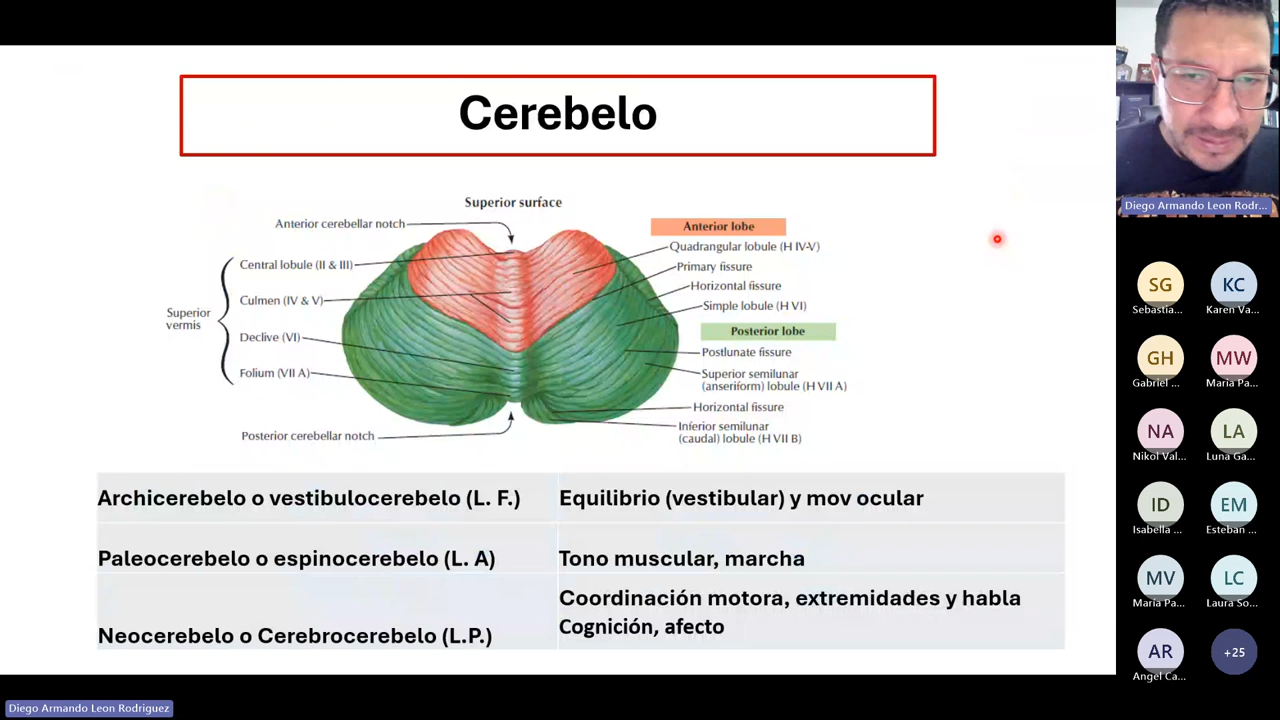 Cerebelo
Superior surface
Anterior cerebellar notch
Anterior lobe
Quadrangular lobule (H IV-V)
Central lobule (II & III)
Primary fissure
Horizontal fissure
Culmen (IV & V)
Simple lobule (H VI)
Superior
vermis
Posterior lobe
Declive (VI)
Postlunate fissure
Folium (VII A)
Superior semilunar
(anseriform) lobule (H VII A)
Horizontal fissure
Posterior cerebellar notch
Inferior semilunar
(caudal) lobule (H VII B)
Archicerebelo o vestibulocerebelo (L. F.)
Equilibrio (vestibular) y mov ocular
Paleocerebelo o espinocerebelo (L. A)
Tono muscular, marcha
Neocerebelo o Cerebrocerebelo (L.P.)
Coordinación motora, extremidades y habla
Cognición, afecto
Diego Armando Leon Rodr...
SG
Sebastia...
KC
Karen Va...
GH
Gabriel ...
MW
Maria Pa...
NA
Nikol Val...
LA
Luna Ga...
ID
Isabella ...
EM
Esteban ...
MV
Maria Pa...
LC
Laura So...
AR
Angel Ca...
+25
Diego Armando Leon Rodriguez